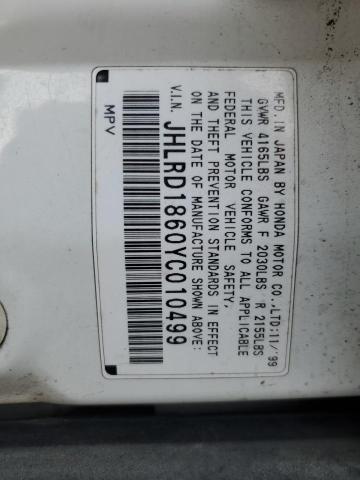 MFD. IN JAPAN BY HONDA MOTOR CO.,LTD;11/'99
GVWR 4165LBS GAWR F 2030LBS R 2155LBS
THIS VEHICLE CONFORMS TO ALL APPLICABLE
FEDERAL MOTOR VEHICLE SAFETY,
AND THEFT PREVENTION STANDARDS IN EFFECT
ON THE DATE OF MANUFACTURE SHOWN ABOVE:
V.I.N. JHLRD1860YC010499
MPV